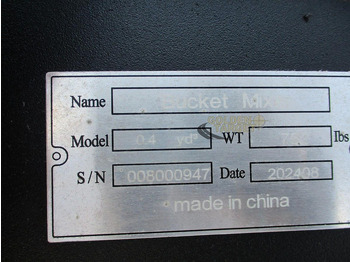 Name Bucket Mix
Model 0.4 yd³ WT Lbs
S/N 008000947 Date 202408
made in china